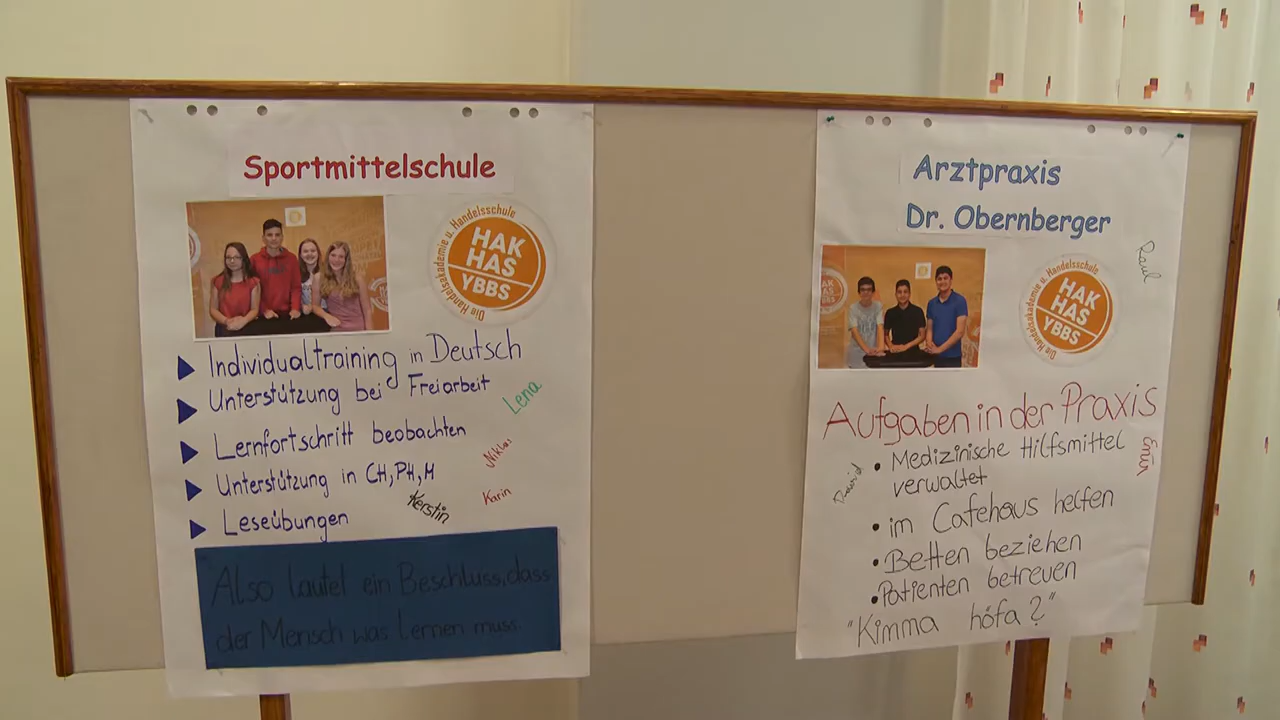 Sportmittelschule
Die Handelsakademie u. Handelsschule
HAK
HAS
YBBS
Individualtraining in Deutsch
Unterstützung bei Freiarbeit
Lernfortschritt beobachten
Unterstützung in CH, PH, M
Leseübungen
Lena
Niklas
Karin
Kerstin
Also lautet ein Beschluss, dass
der Mensch was lernen muss.
Arztpraxis
Dr. Obernberger
Raul
Die Handelsakademie u. Handelsschule
HAK
HAS
YBBS
Aufgaben in der Praxis
Medizinische Hilfsmittel
verwaltet
im Cafehaus helfen
Betten beziehen
Patienten betreuen
"Kimma höfa?"